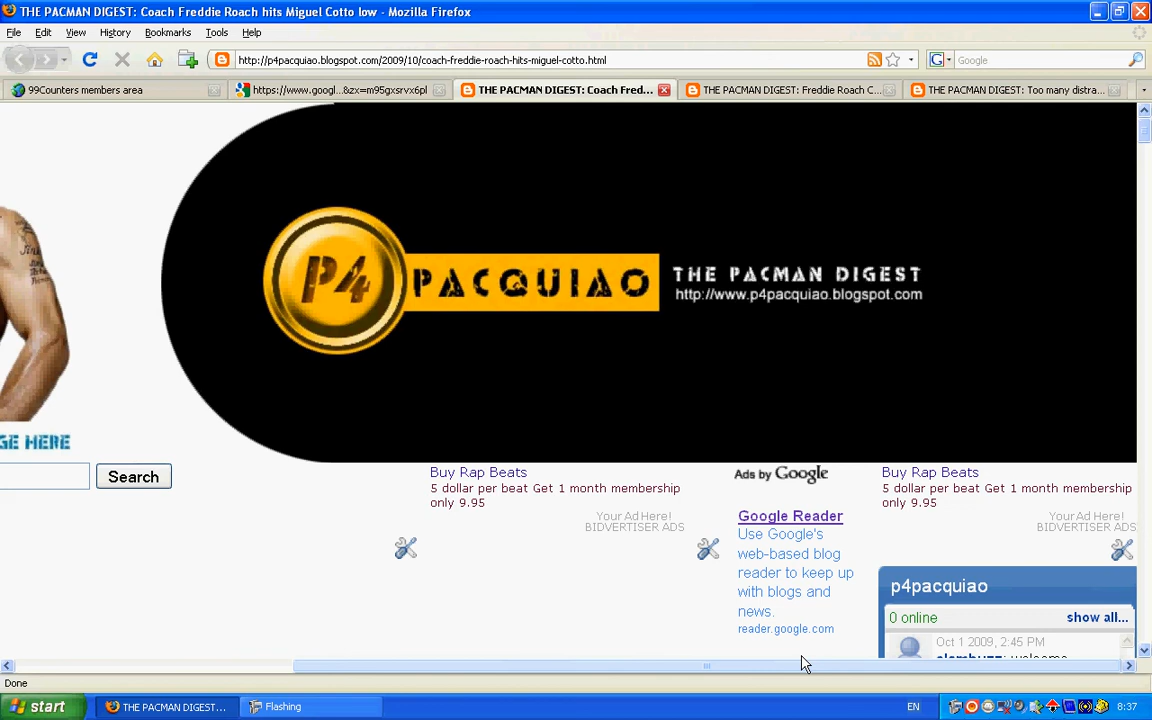 THE PACMAN DIGEST: Coach Freddie Roach hits Miguel Cotto low - Mozilla Firefox
File Edit View History Bookmarks Tools Help
http://p4pacquiao.blogspot.com/2009/10/coach-freddie-roach-hits-miguel-cotto.html
Google
99Counters members area
https://www.googl...&zx=m95gxsrvx6pl
THE PACMAN DIGEST: Coach Fred...
THE PACMAN DIGEST: Freddie Roach C...
THE PACMAN DIGEST: Too many distra...
P4 PACQUIAO
THE PACMAN DIGEST
http://www.p4pacquiao.blogspot.com
GE HERE
Search
Buy Rap Beats
5 dollar per beat Get 1 month membership
only 9.95
Your Ad Here!
BIDVERTISER ADS
Ads by Google
Google Reader
Use Google's
web-based blog
reader to keep up
with blogs and
news.
reader.google.com
Buy Rap Beats
5 dollar per beat Get 1 month membership
only 9.95
Your Ad Here!
BIDVERTISER ADS
p4pacquiao
0 online show all...
Oct 1 2009, 2:45 PM
Done
start
THE PACMAN DIGEST...
Flashing
EN
8:37